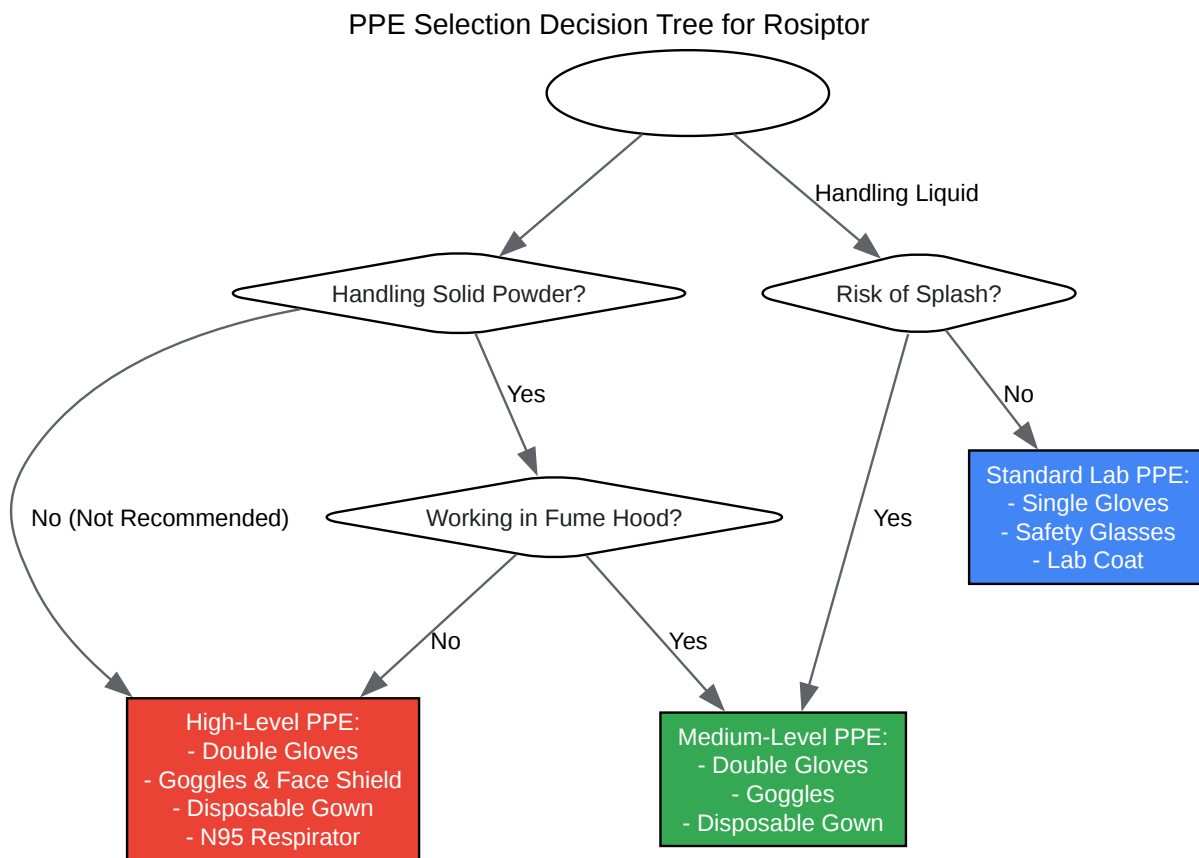 PPE Selection Decision Tree for Rosiptor
Handling Liquid
Handling Solid Powder?
Risk of Splash?
Yes
No
Standard Lab PPE:
- Single Gloves
- Safety Glasses
- Lab Coat
No (Not Recommended)
Working in Fume Hood?
Yes
No
Yes
High-Level PPE:
- Double Gloves
- Goggles & Face Shield
- Disposable Gown
- N95 Respirator
Medium-Level PPE:
- Double Gloves
- Goggles
- Disposable Gown